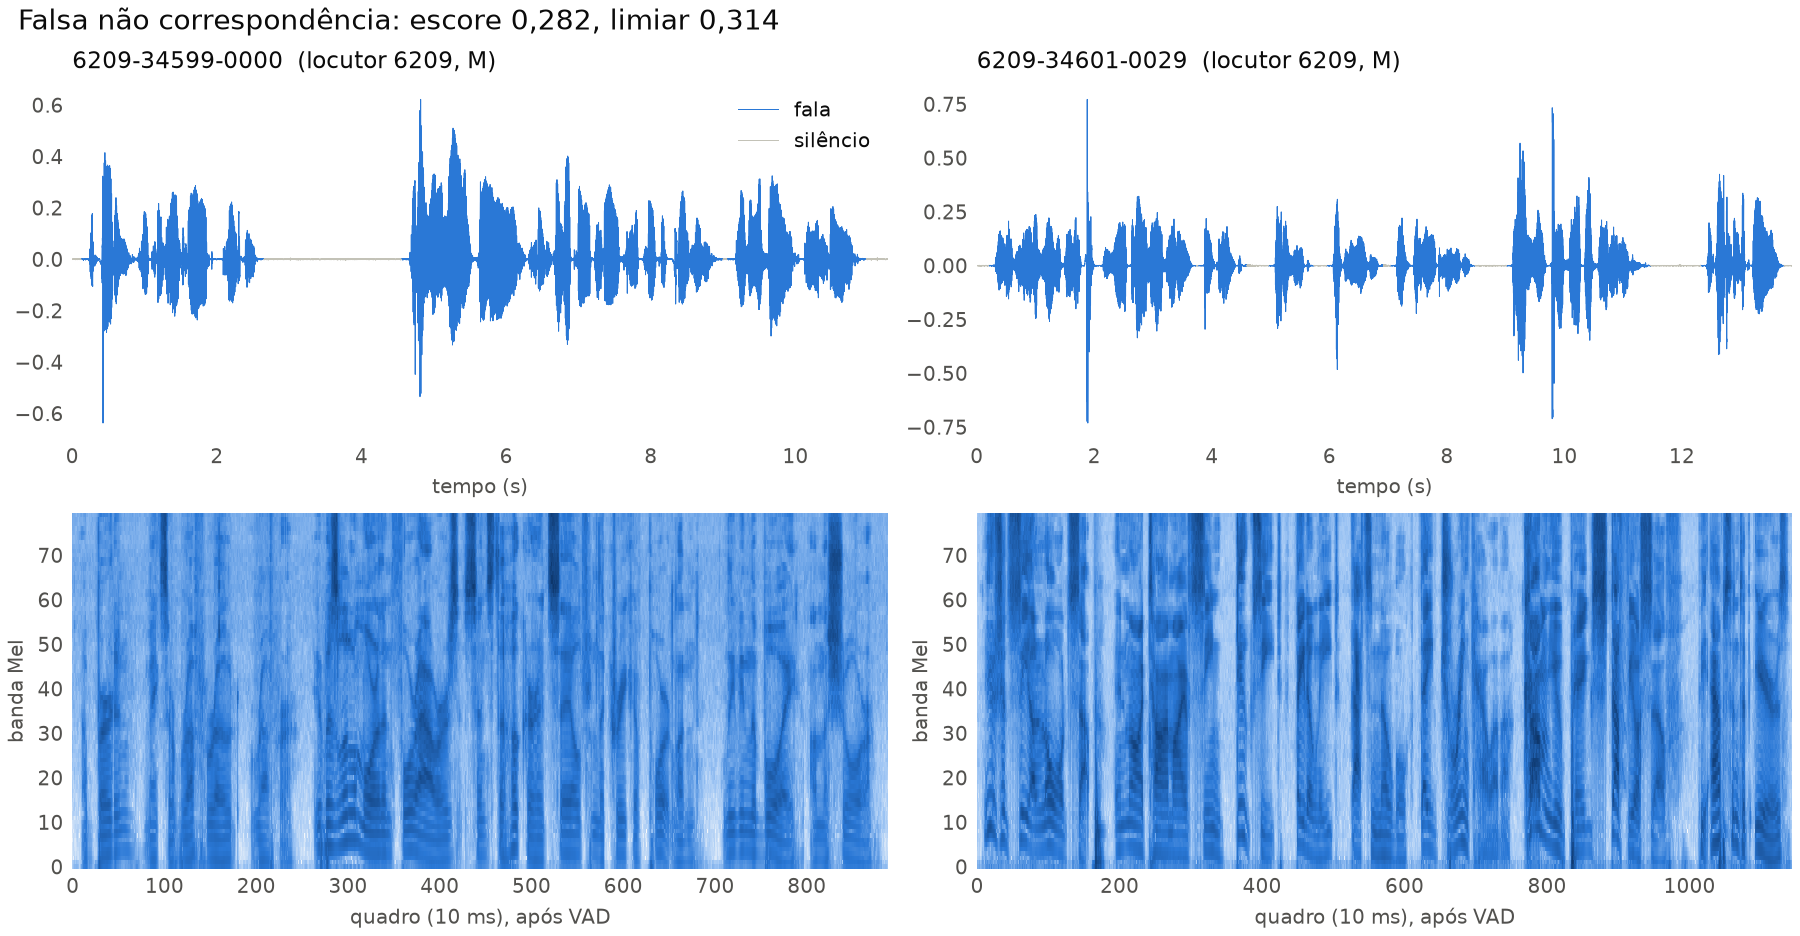 Falsa não correspondência: escore 0,282, limiar 0,314
6209-34599-0000  (locutor 6209, M)
0.6
0.4
0.2
0.0
−0.2
−0.4
−0.6
fala
silêncio
0 2 4 6 8 10
tempo (s)
6209-34601-0029  (locutor 6209, M)
0.75
0.50
0.25
0.00
−0.25
−0.50
−0.75
0 2 4 6 8 10 12
tempo (s)
banda Mel
70
60
50
40
30
20
10
0
0 100 200 300 400 500 600 700 800
quadro (10 ms), após VAD
banda Mel
70
60
50
40
30
20
10
0
0 200 400 600 800 1000
quadro (10 ms), após VAD